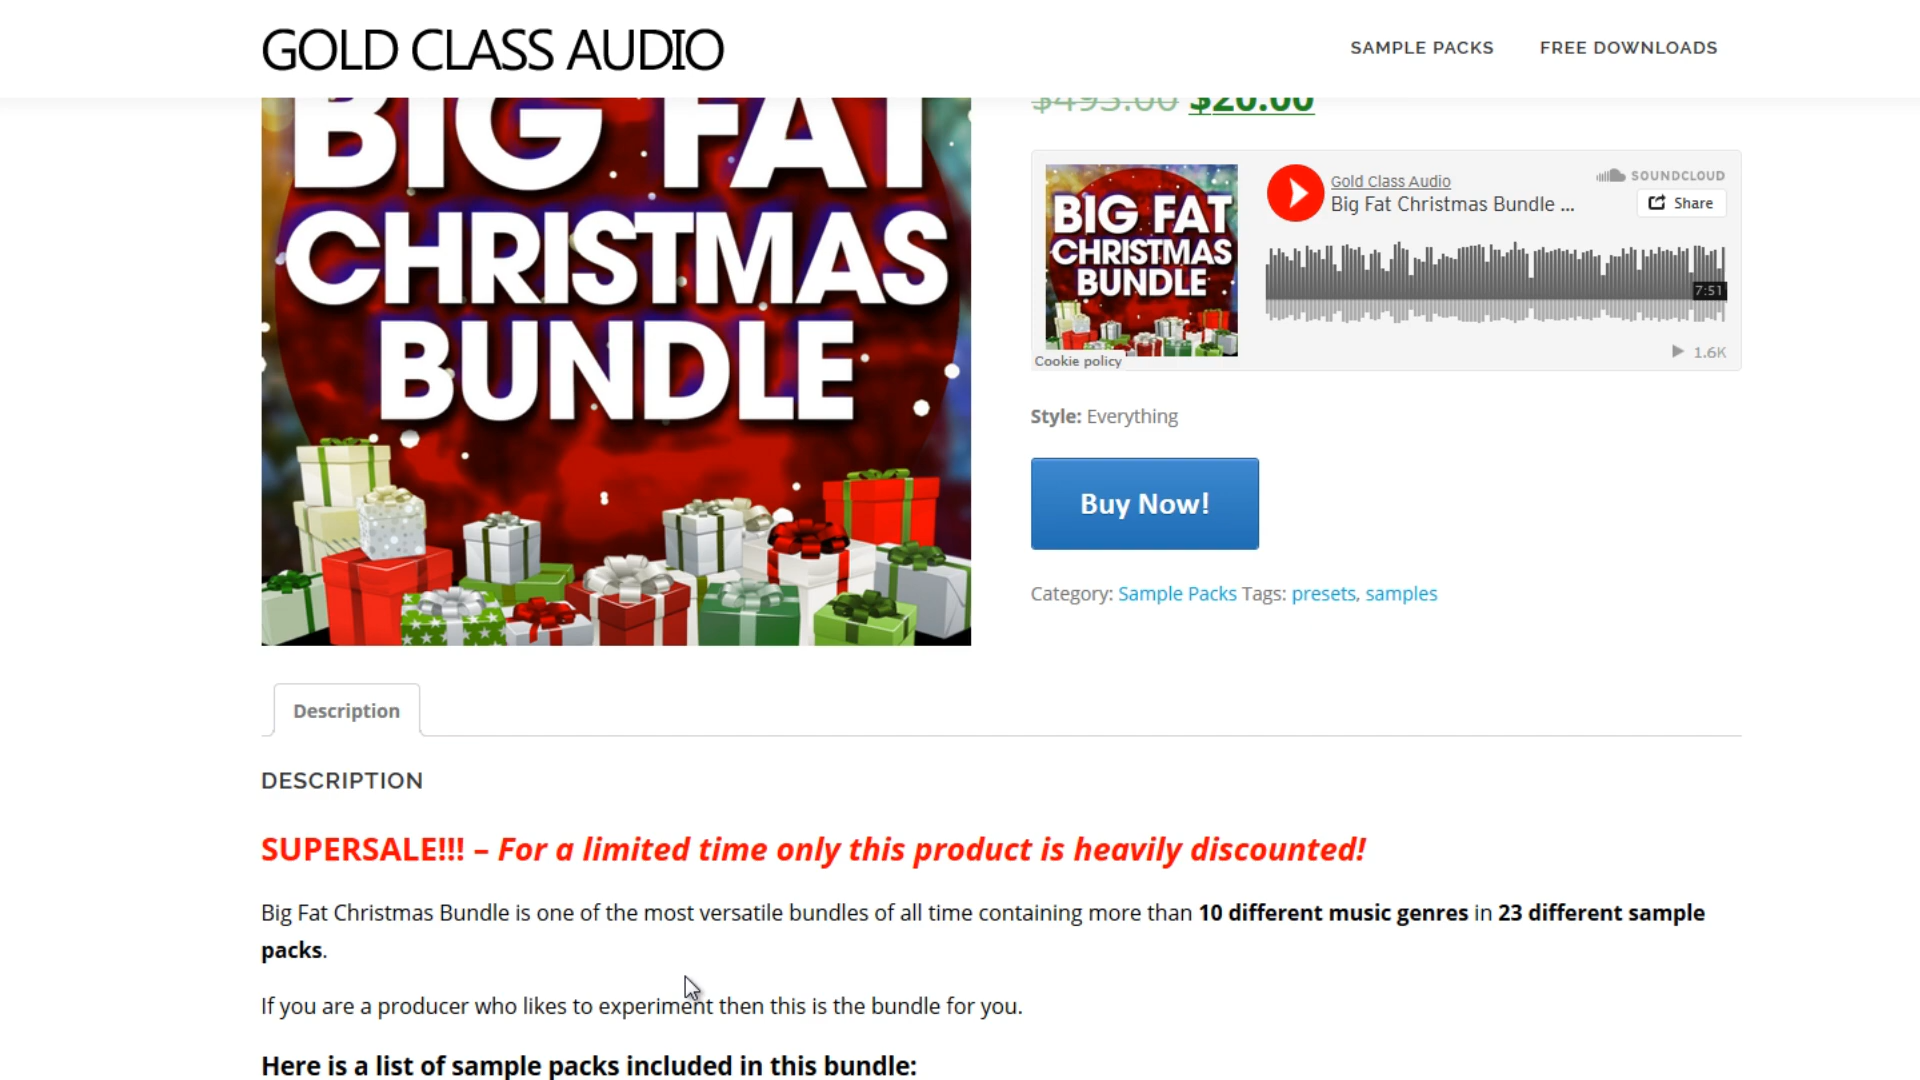 GOLD CLASS AUDIO
SAMPLE PACKS
FREE DOWNLOADS
BIG FAT
CHRISTMAS
BUNDLE
$493.00 $20.00
BIG FAT
CHRISTMAS
BUNDLE
Cookie policy
Gold Class Audio
Big Fat Christmas Bundle ...
SOUNDCLOUD
Share
7:51
1.6K
Style: Everything
Buy Now!
Category: Sample Packs Tags: presets, samples
Description
DESCRIPTION
SUPERSALE!!! – For a limited time only this product is heavily discounted!
Big Fat Christmas Bundle is one of the most versatile bundles of all time containing more than 10 different music genres in 23 different sample
packs.
If you are a producer who likes to experiment then this is the bundle for you.
Here is a list of sample packs included in this bundle: